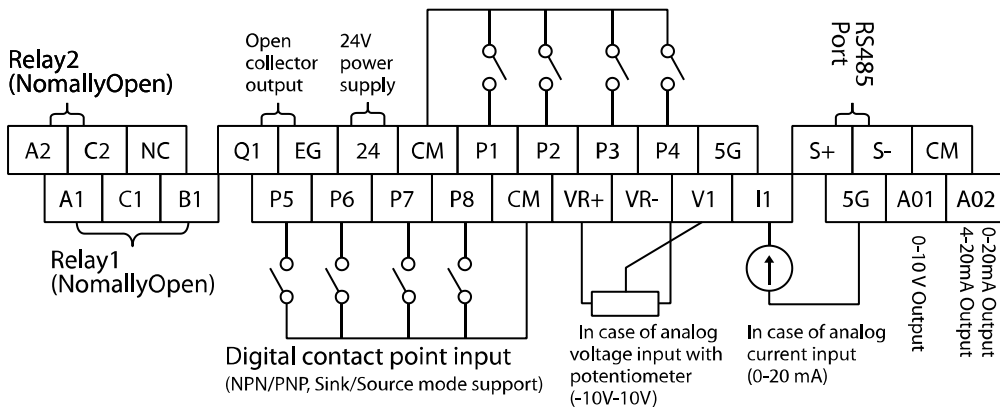 Relay2
(NomallyOpen)
Open
collector
output
24V
power
supply
RS485
Port
A2 C2 NC
Q1 EG 24 CM P1 P2 P3 P4 5G
S+ S- CM
A1 C1 B1
P5 P6 P7 P8 CM VR+ VR- V1 I1
5G A01 A02
Relay1
(NomallyOpen)
Digital contact point input
(NPN/PNP, Sink/Source mode support)
In case of analog
voltage input with
potentiometer
(-10V-10V)
In case of analog
current input
(0-20 mA)
0-10 V Output
0-20mA Output
4-20mA Output